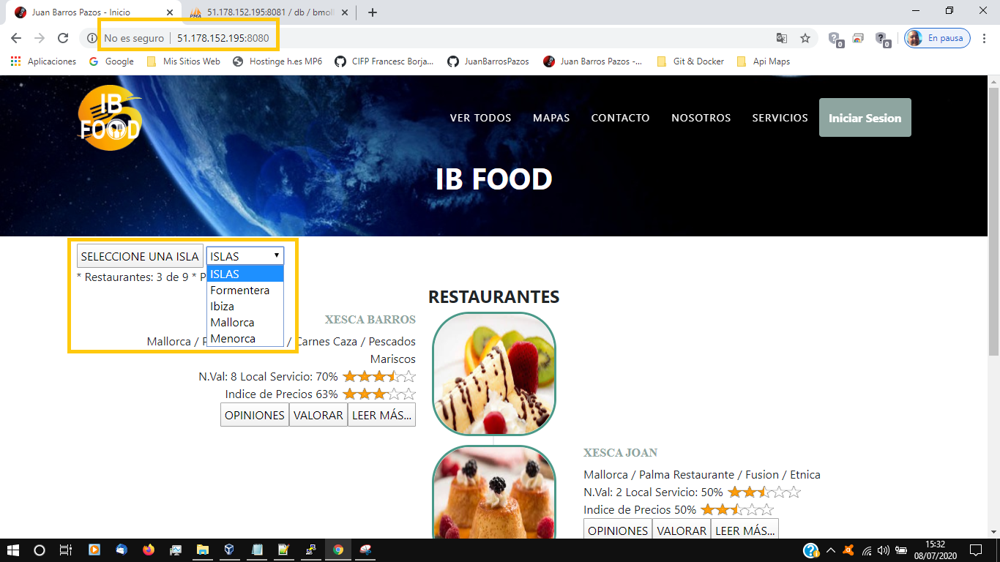 Juan Barros Pazos - Inicio
51.178.152.195:8081 / db / bmoli
No es seguro | 51.178.152.195:8080
0
0
En pausa
Aplicaciones
Google
Mis Sitios Web
Hostinge h.es MP6
CIFP Francesc Borja...
JuanBarrosPazos
Juan Barros Pazos -...
Git & Docker
Api Maps
IB
FOOD
VER TODOS
MAPAS
CONTACTO
NOSOTROS
SERVICIOS
Iniciar Sesion
IB FOOD
SELECCIONE UNA ISLA
ISLAS
ISLAS
Formentera
Ibiza
Mallorca
Menorca
* Restaurantes: 3 de 9 * P
RESTAURANTES
XESCA BARROS
Mallorca / / Carnes Caza / Pescados
Mariscos
N.Val: 8 Local Servicio: 70%
Indice de Precios 63%
OPINIONES
VALORAR
LEER MÁS...
XESCA JOAN
Mallorca / Palma Restaurante / Fusion / Etnica
N.Val: 2 Local Servicio: 50%
Indice de Precios 50%
OPINIONES
VALORAR
LEER MÁS...
15:32
08/07/2020